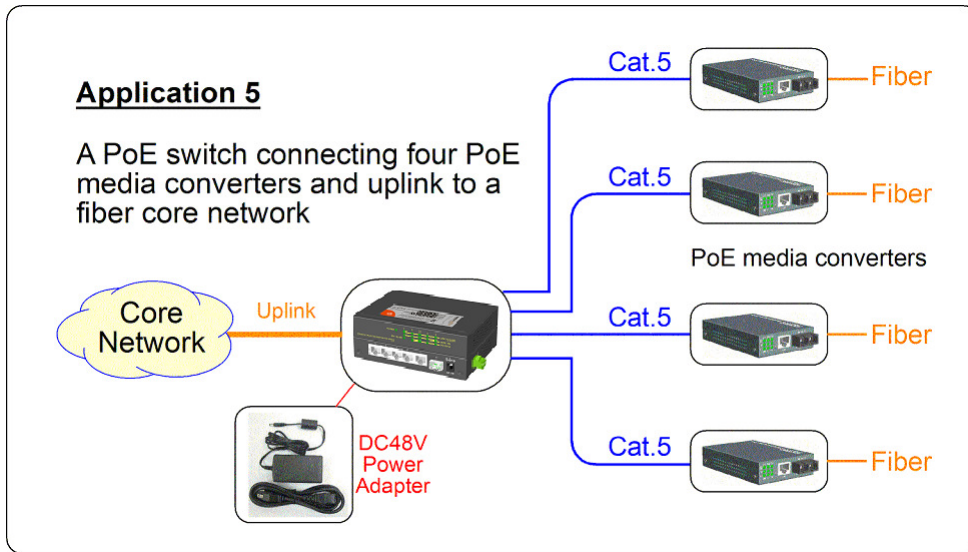 Application 5
A PoE switch connecting four PoE
media converters and uplink to a
fiber core network
Cat.5
Fiber
Cat.5
Fiber
PoE media converters
Core
Network
Uplink
Cat.5
Fiber
DC48V
Power
Adapter
Cat.5
Fiber